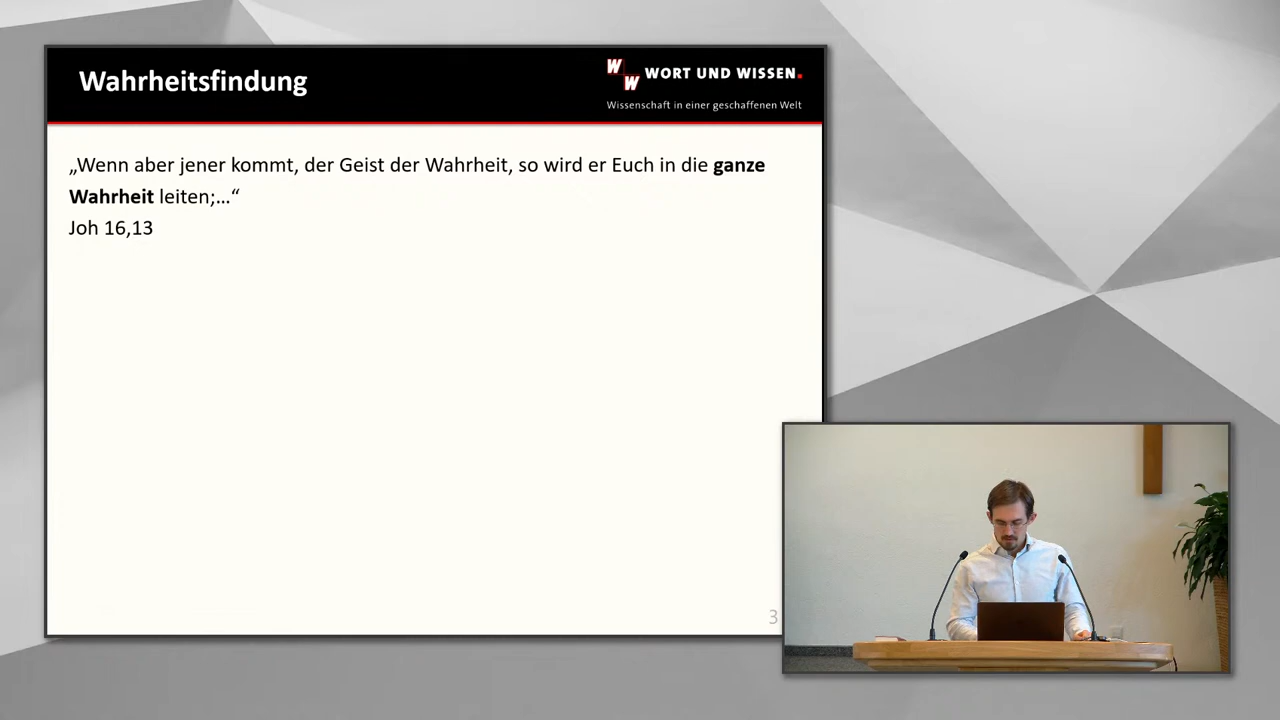 Wahrheitsfindung
W
W WORT UND WISSEN.
Wissenschaft in einer geschaffenen Welt
„Wenn aber jener kommt, der Geist der Wahrheit, so wird er Euch in die ganze
Wahrheit leiten;...“
Joh 16,13
3